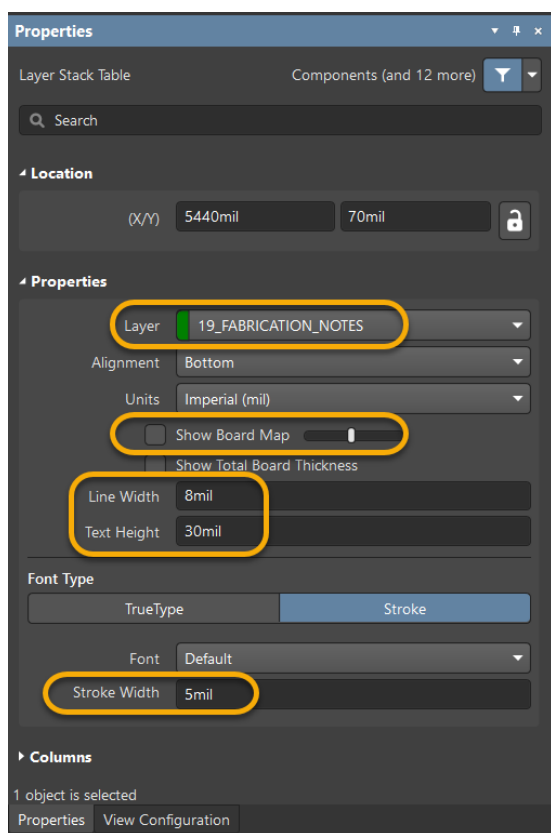 Properties
Layer Stack Table Components (and 12 more)
Search
Location
(X/Y) 5440mil 70mil
Properties
Layer 19_FABRICATION_NOTES
Alignment Bottom
Units Imperial (mil)
Show Board Map
Show Total Board Thickness
Line Width 8mil
Text Height 30mil
Font Type
TrueType Stroke
Font Default
Stroke Width 5mil
Columns
1 object is selected
Properties View Configuration